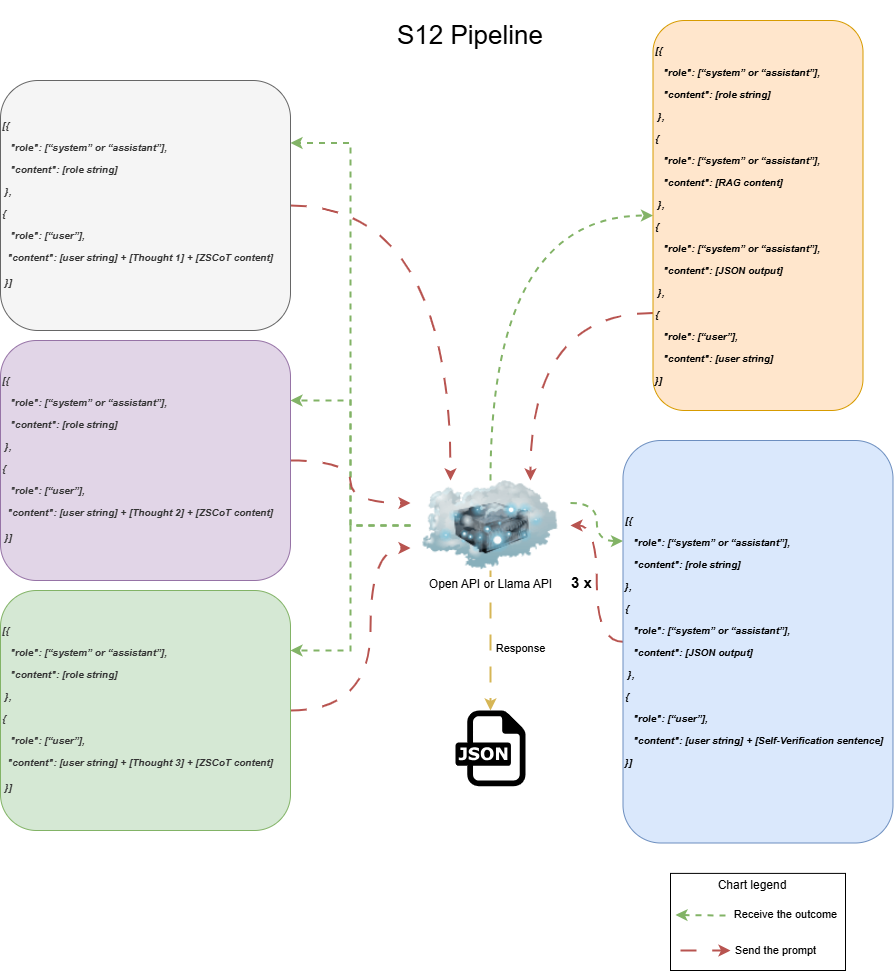 S12 Pipeline
[{
"role": [“system” or “assistant”],
"content": [role string]
},
{
"role": [“user”],
"content": [user string] + [Thought 1] + [ZSCoT content]
}]
[{
"role": [“system” or “assistant”],
"content": [role string]
},
{
"role": [“user”],
"content": [user string] + [Thought 2] + [ZSCoT content]
}]
[{
"role": [“system” or “assistant”],
"content": [role string]
},
{
"role": [“user”],
"content": [user string] + [Thought 3] + [ZSCoT content]
}]
Open API or Llama API
3 x
Response
JSON
[{
"role": [“system” or “assistant”],
"content": [role string]
},
{
"role": [“system” or “assistant”],
"content": [RAG content]
},
{
"role": [“system” or “assistant”],
"content": [JSON output]
},
{
"role": [“user”],
"content": [user string]
}]
[{
"role": [“system” or “assistant”],
"content": [role string]
},
{
"role": [“system” or “assistant”],
"content": [JSON output]
},
{
"role": [“user”],
"content": [user string] + [Self-Verification sentence]
}]
Chart legend
Receive the outcome
Send the prompt